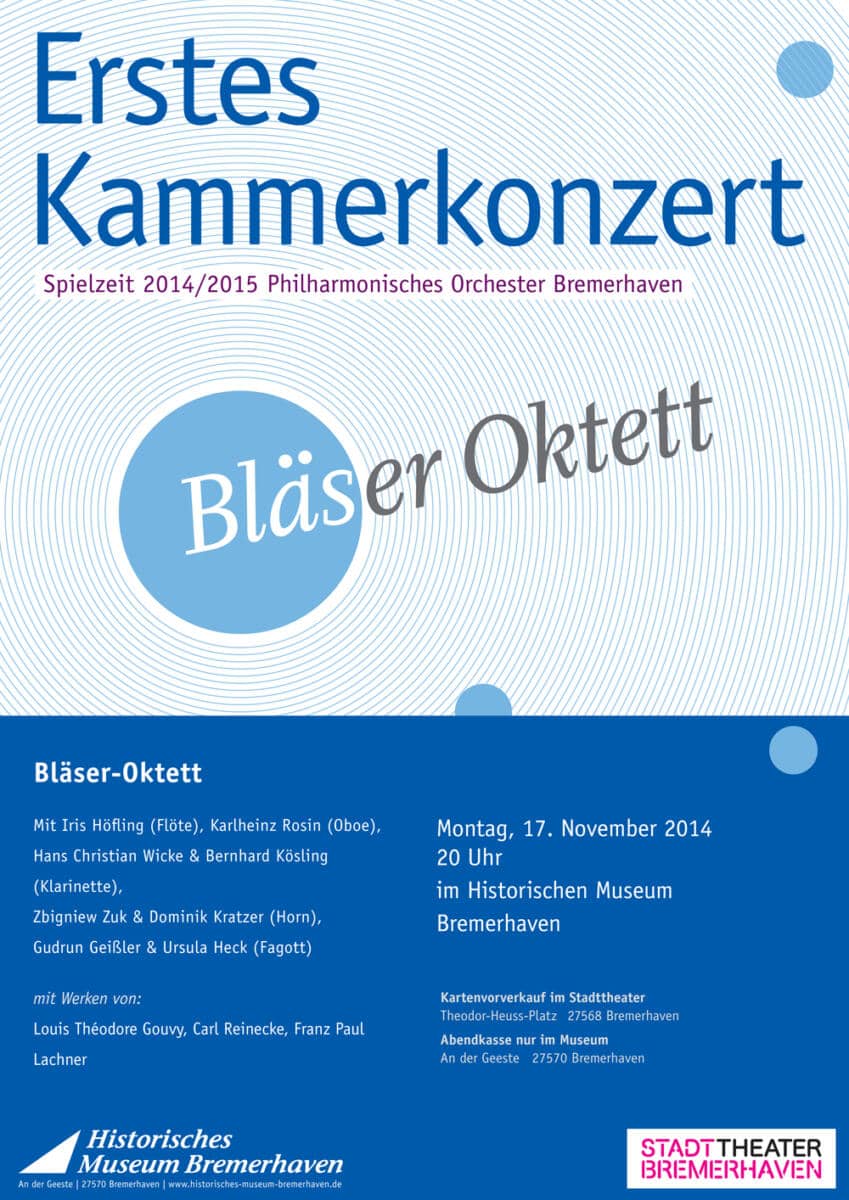 Erstes
Kammerkonzert
Spielzeit 2014/2015 Philharmonisches Orchester Bremerhaven
Bläser Oktett
Bläser-Oktett
Mit Iris Höfling (Flöte), Karlheinz Rosin (Oboe),
Hans Christian Wicke & Bernhard Kösling
(Klarinette),
Zbigniew Zuk & Dominik Kratzer (Horn),
Gudrun Geißler & Ursula Heck (Fagott)
mit Werken von:
Louis Théodore Gouvy, Carl Reinecke, Franz Paul
Lachner
Montag, 17. November 2014
20 Uhr
im Historischen Museum
Bremerhaven
Kartenvorverkauf im Stadttheater
Theodor-Heuss-Platz 27568 Bremerhaven
Abendkasse nur im Museum
An der Geeste 27570 Bremerhaven
Historisches
Museum Bremerhaven
An der Geeste | 27570 Bremerhaven | www.historisches-museum-bremerhaven.de
STADTTHEATER
BREMERHAVEN